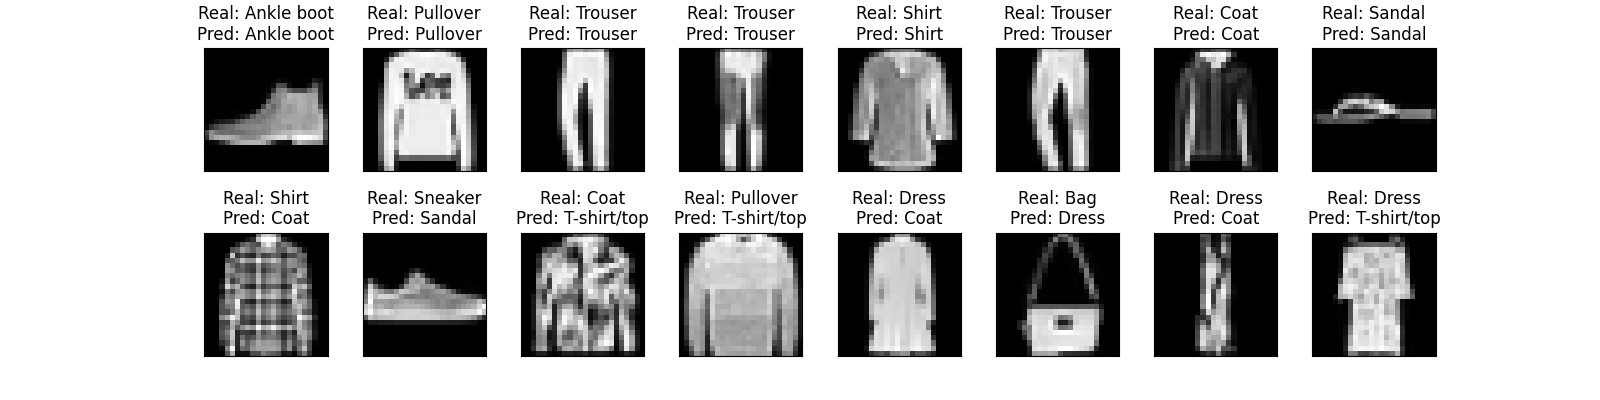 Real: Ankle boot
Pred: Ankle boot
Real: Pullover
Pred: Pullover
Real: Trouser
Pred: Trouser
Real: Trouser
Pred: Trouser
Real: Shirt
Pred: Shirt
Real: Trouser
Pred: Trouser
Real: Coat
Pred: Coat
Real: Sandal
Pred: Sandal
Lee
Real: Shirt
Pred: Coat
Real: Sneaker
Pred: Sandal
Real: Coat
Pred: T-shirt/top
Real: Pullover
Pred: T-shirt/top
Real: Dress
Pred: Coat
Real: Bag
Pred: Dress
Real: Dress
Pred: Coat
Real: Dress
Pred: T-shirt/top